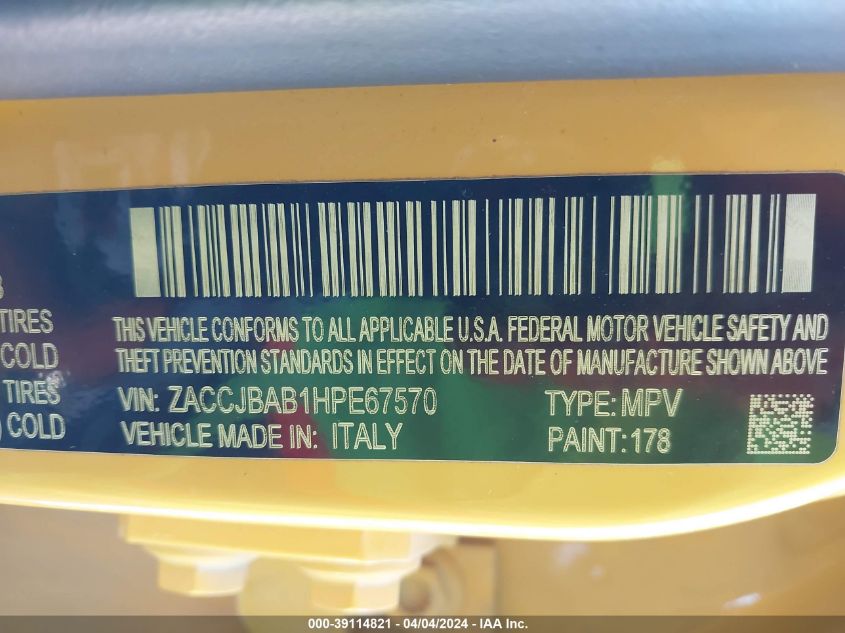 TIRES
COLD
TIRES
) COLD
THIS VEHICLE CONFORMS TO ALL APPLICABLE U.S.A. FEDERAL MOTOR VEHICLE SAFETY AND
THEFT PREVENTION STANDARDS IN EFFECT ON THE DATE OF MANUFACTURE SHOWN ABOVE
VIN: ZACCJBAB1HPE67570 TYPE: MPV
VEHICLE MADE IN: ITALY PAINT: 178
000-39114821 - 04/04/2024 - IAA Inc.